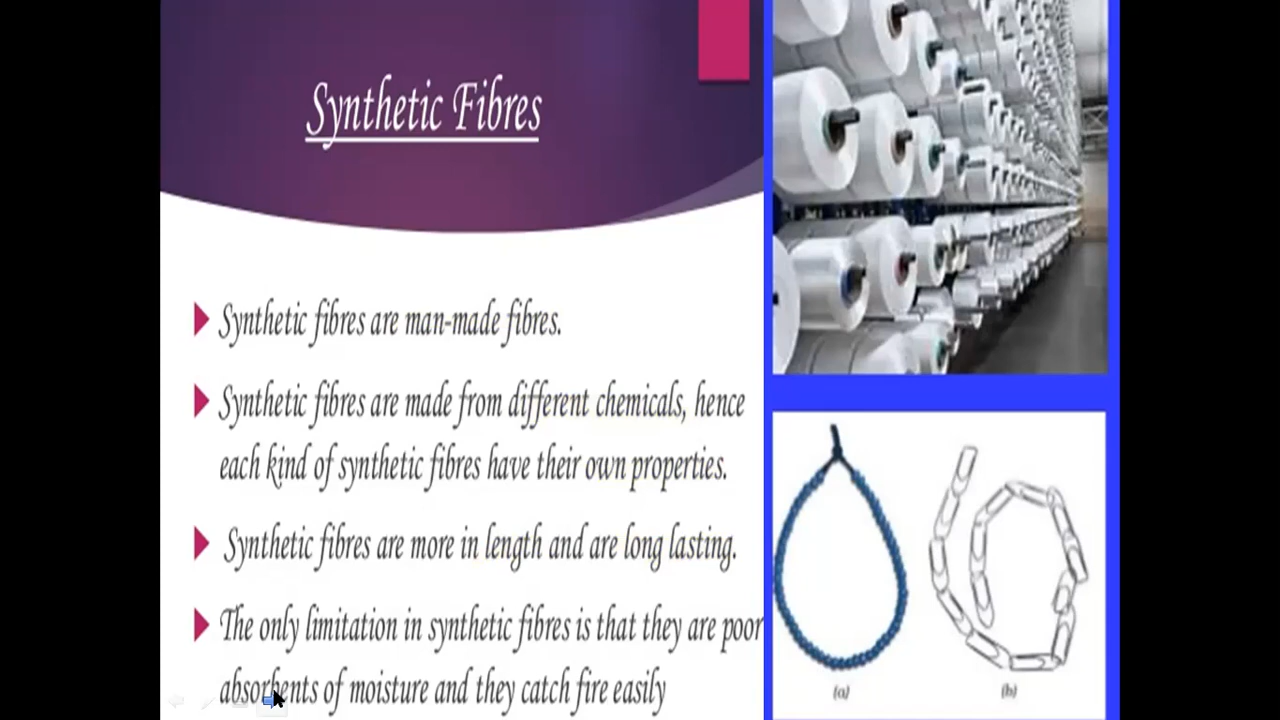 Synthetic Fibres
Synthetic fibres are man-made fibres.
Synthetic fibres are made from different chemicals, hence
each kind of synthetic fibres have their own properties.
Synthetic fibres are more in length and are long lasting.
The only limitation in synthetic fibres is that they are poor
absorbents of moisture and they catch fire easily
(a)
(b)